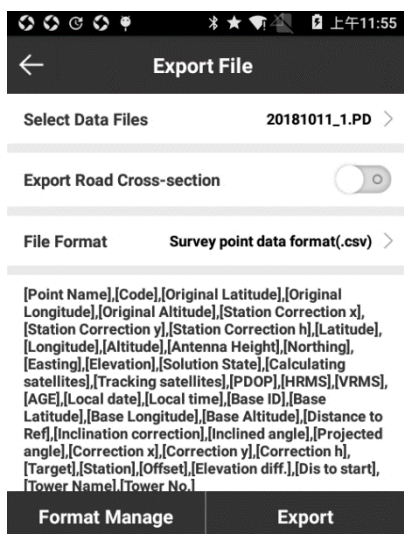 上午11:55
Export File
Select Data Files 20181011_1.PD
Export Road Cross-section
File Format Survey point data format(.csv)
[Point Name],[Code],[Original Latitude],[Original
Longitude],[Original Altitude],[Station Correction x],
[Station Correction y],[Station Correction h],[Latitude],
[Longitude],[Altitude],[Antenna Height],[Northing],
[Easting],[Elevation],[Solution State],[Calculating
satellites],[Tracking satellites],[PDOP],[HRMS],[VRMS],
[AGE],[Local date],[Local time],[Base ID],[Base
Latitude],[Base Longitude],[Base Altitude],[Distance to
Ref],[Inclination correction],[Inclined angle],[Projected
angle],[Correction x],[Correction y],[Correction h],
[Target],[Station],[Offset],[Elevation diff.],[Dis to start],
[Tower Name],[Tower No.]
Format Manage Export